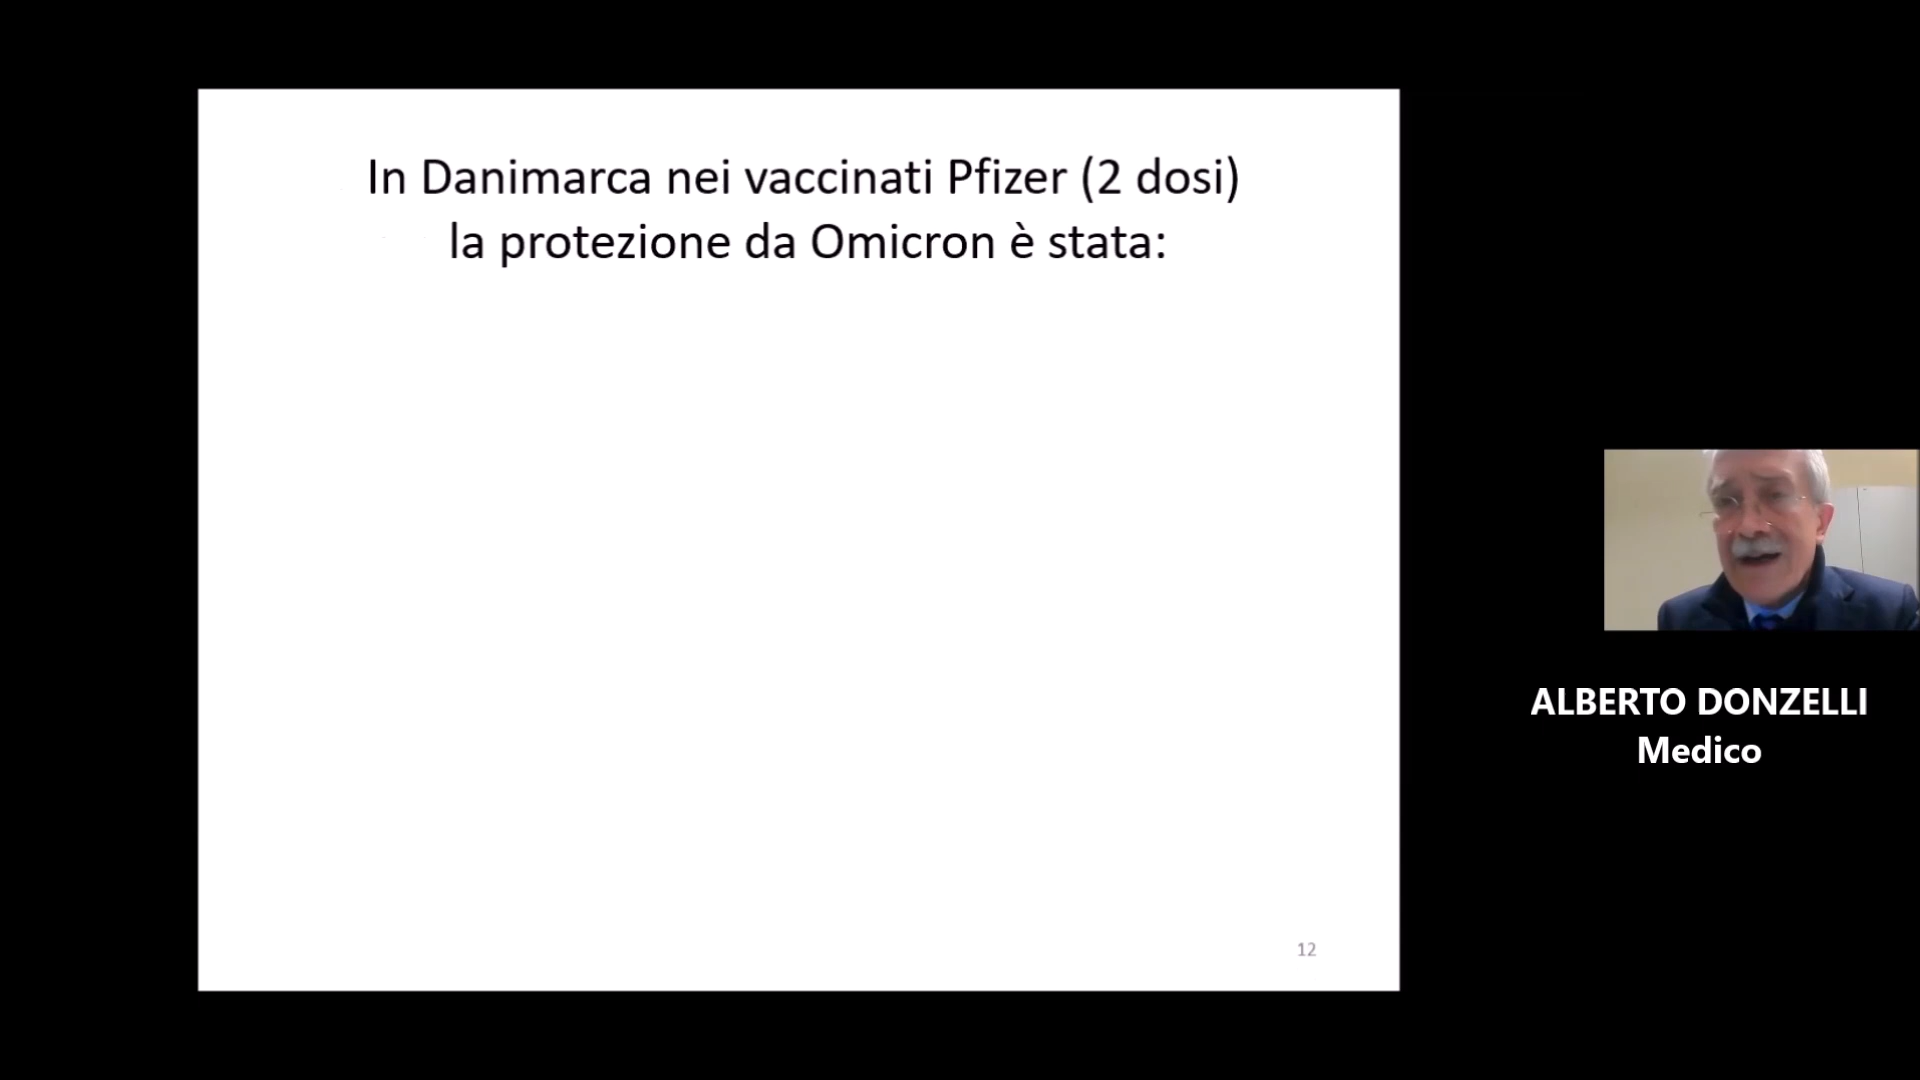 In Danimarca nei vaccinati Pfizer (2 dosi)
la protezione da Omicron è stata:
12
ALBERTO DONZELLI
Medico